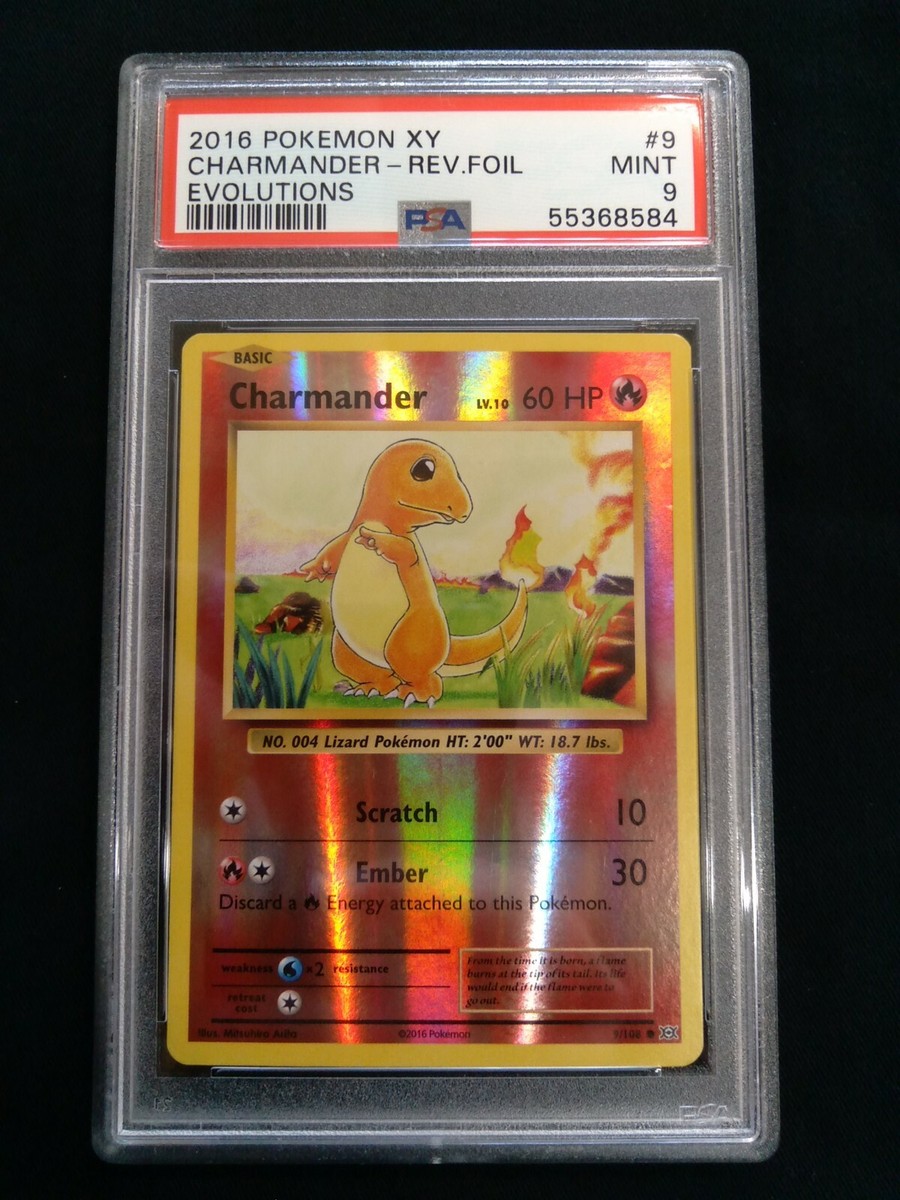 2016 POKEMON XY #9
CHARMANDER - REV.FOIL MINT
EVOLUTIONS 9
PSA 55368584
BASIC
Charmander LV.10 60 HP
NO. 004 Lizard Pokémon HT: 2'00" WT: 18.7 lbs.
Scratch 10
Ember 30
Discard a Energy attached to this Pokémon.
weakness ×2 resistance
retreat cost
From the time it is born, a flame
burns at the tip of its tail. Its life
would end if the flame were to
go out.
Illus. Mitsuhiro Arita ©2016 Pokémon 9/108
PSA